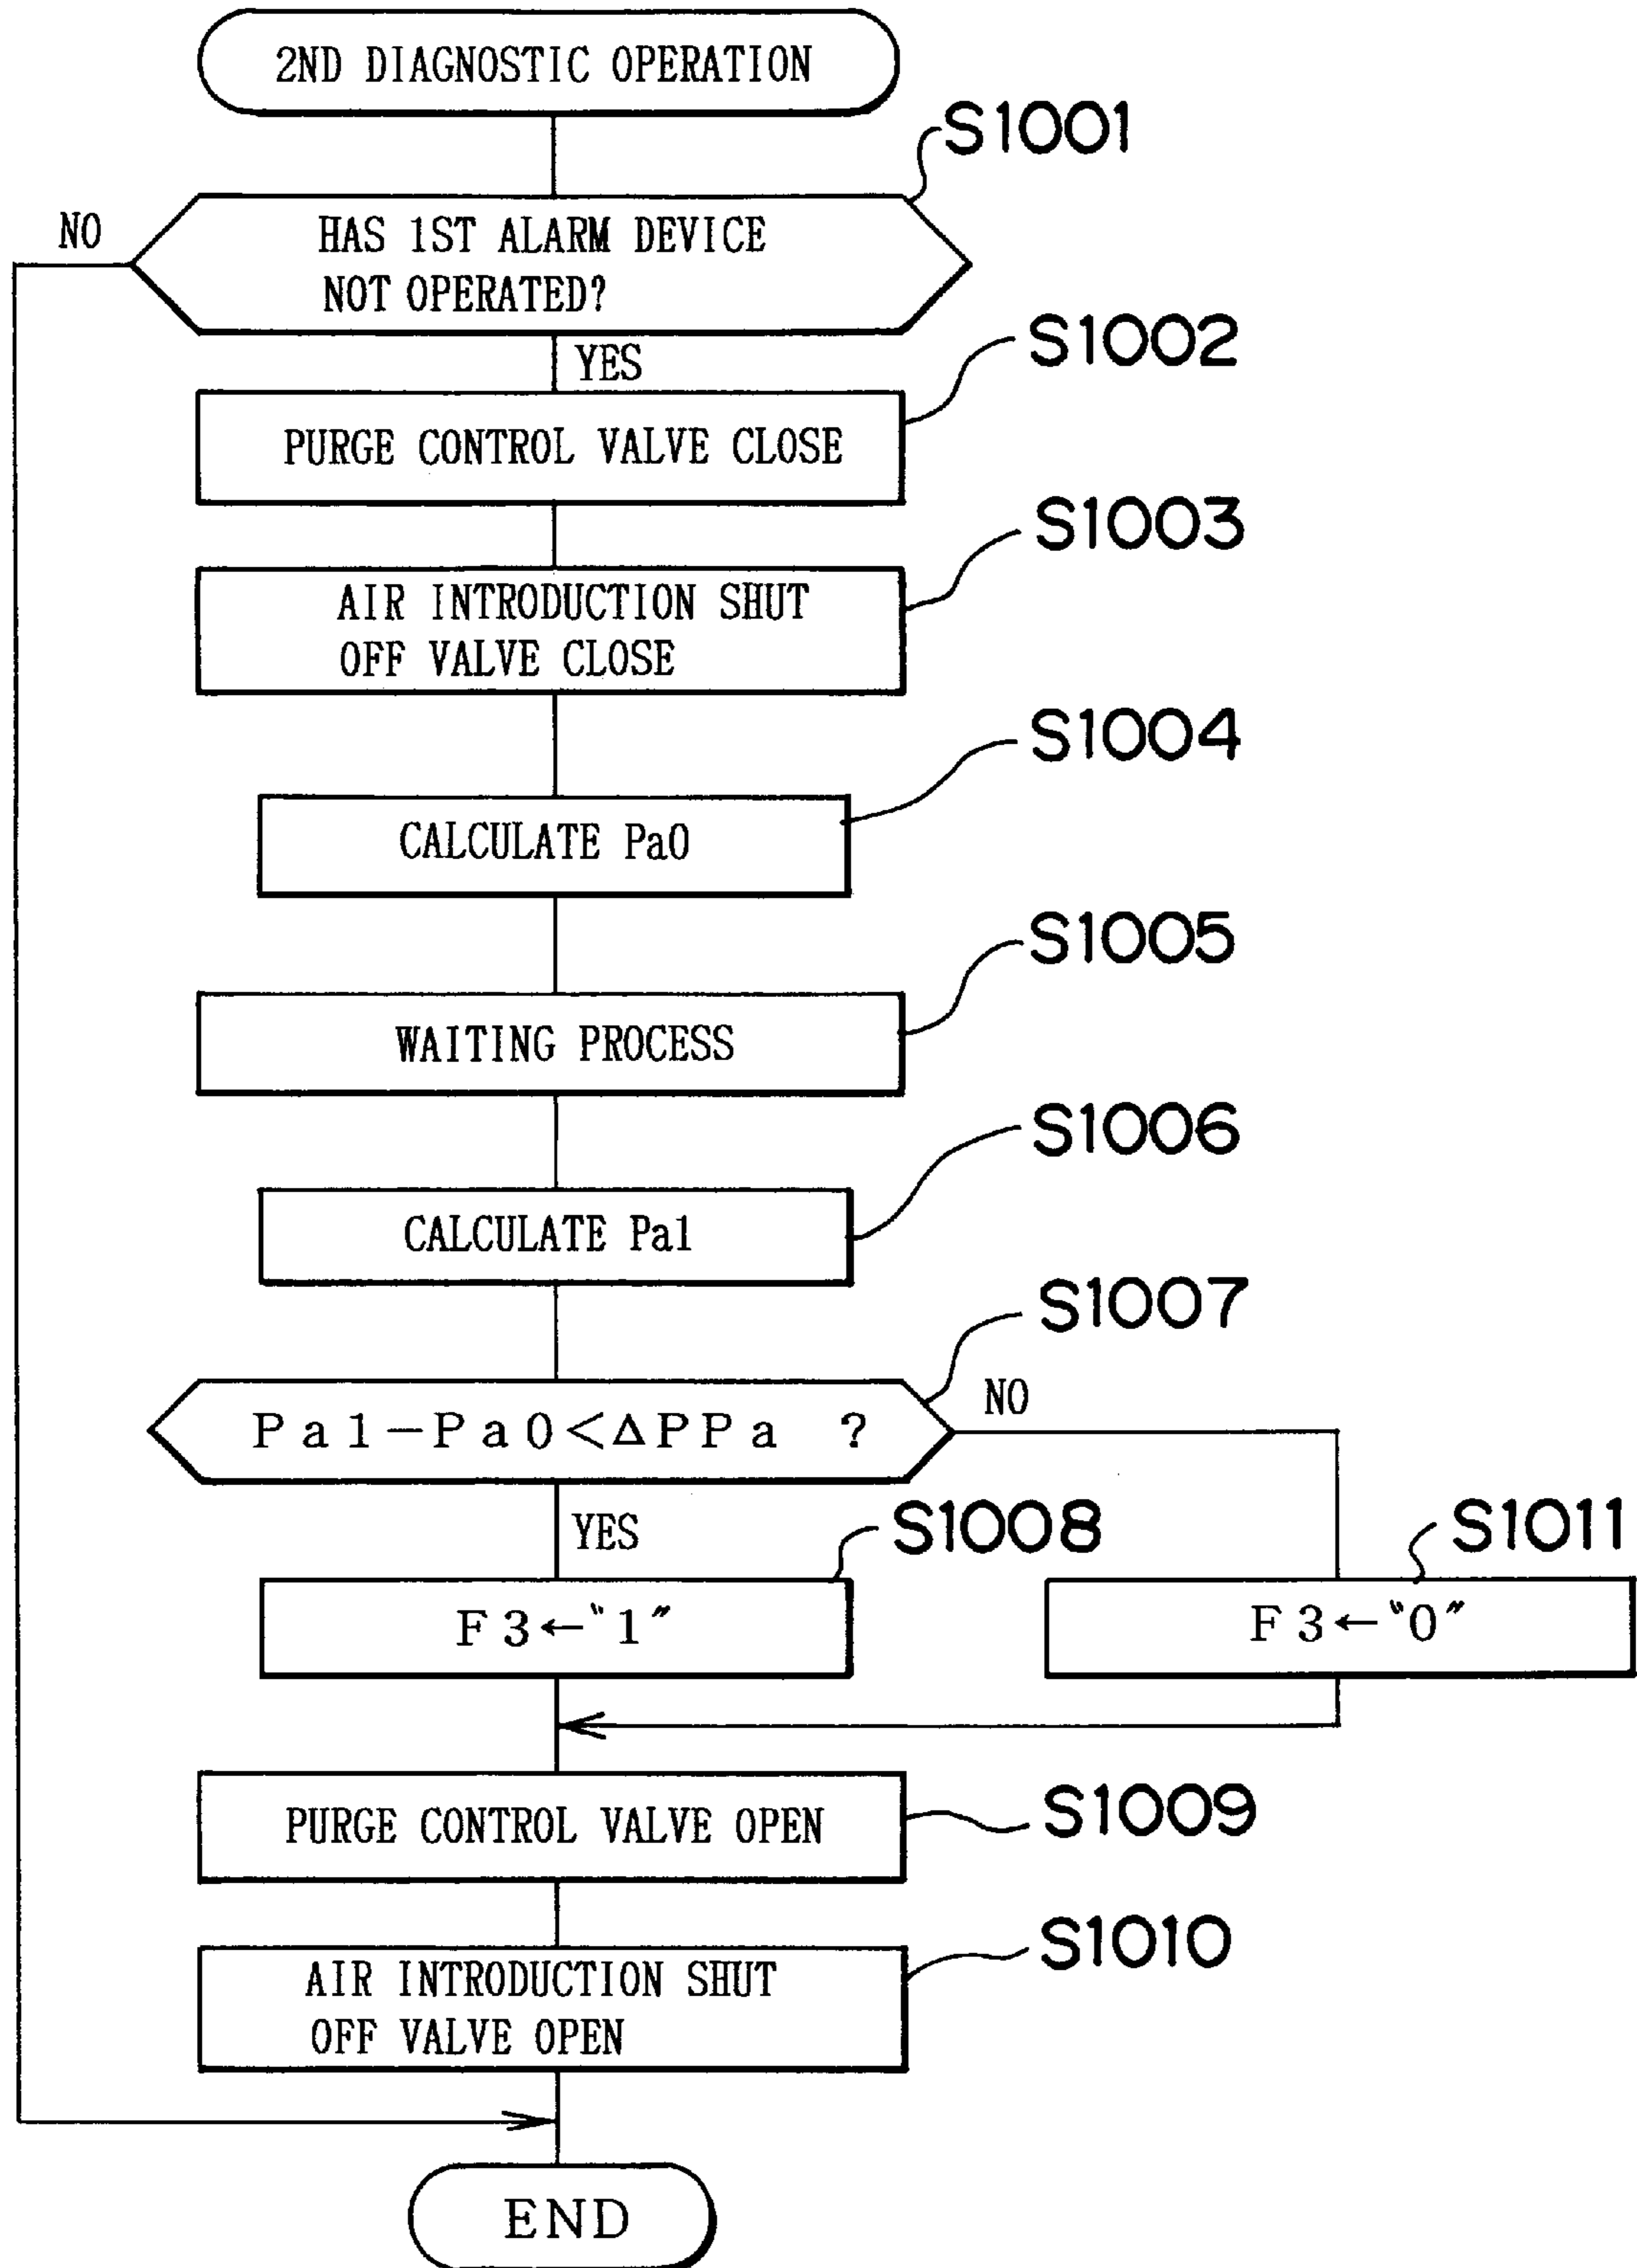 2ND DIAGNOSTIC OPERATION
S1001
NO
HAS 1ST ALARM DEVICE
NOT OPERATED?
YES
S1002
PURGE CONTROL VALVE CLOSE
S1003
AIR INTRODUCTION SHUT
OFF VALVE CLOSE
S1004
CALCULATE Pa0
S1005
WAITING PROCESS
S1006
CALCULATE Pa1
S1007
Pa1-Pa0<ΔPPa ?
NO
YES
S1008
S1011
F3←"1"
F3←"0"
S1009
PURGE CONTROL VALVE OPEN
S1010
AIR INTRODUCTION SHUT
OFF VALVE OPEN
END